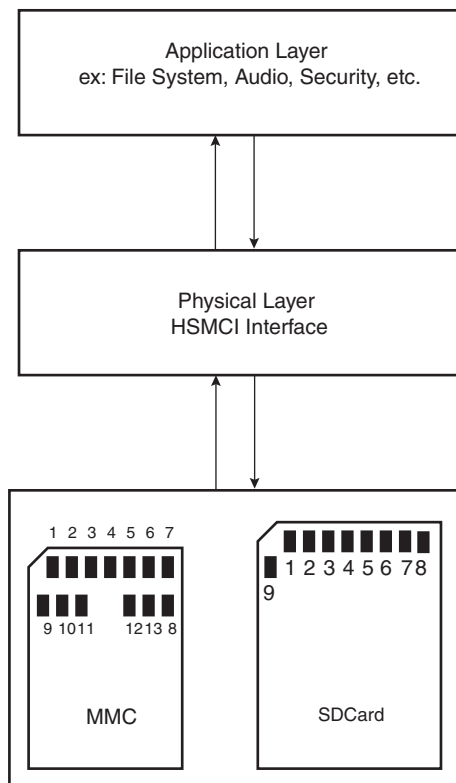 Application Layer
ex: File System, Audio, Security, etc.
Physical Layer
HSMCI Interface
1 2 3 4 5 6 7
9 10 11 12 13 8
MMC
1 2 3 4 5 6 7 8
9
SDCard